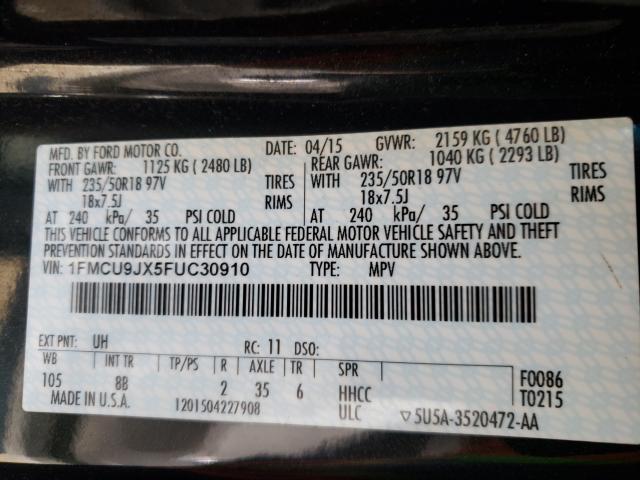 MFD. BY FORD MOTOR CO. DATE: 04/15 GVWR: 2159 KG ( 4760 LB)
FRONT GAWR: 1125 KG ( 2480 LB) REAR GAWR: 1040 KG ( 2293 LB)
WITH 235/50R18 97V TIRES WITH 235/50R18 97V TIRES
18x7.5J RIMS 18x7.5J RIMS
AT 240 kPa/ 35 PSI COLD AT 240 kPa/ 35 PSI COLD
THIS VEHICLE CONFORMS TO ALL APPLICABLE FEDERAL MOTOR VEHICLE SAFETY AND THEFT
PREVENTION STANDARDS IN EFFECT ON THE DATE OF MANUFACTURE SHOWN ABOVE.
VIN: 1FMCU9JX5FUC30910 TYPE: MPV
EXT PNT: UH RC: 11 DSO:
WB INT TR TP/PS R AXLE TR SPR F0086
105 8B 2 35 6 HHCC T0215
MADE IN U.S.A. 1201504227908 ULC ▽5U5A-3520472-AA